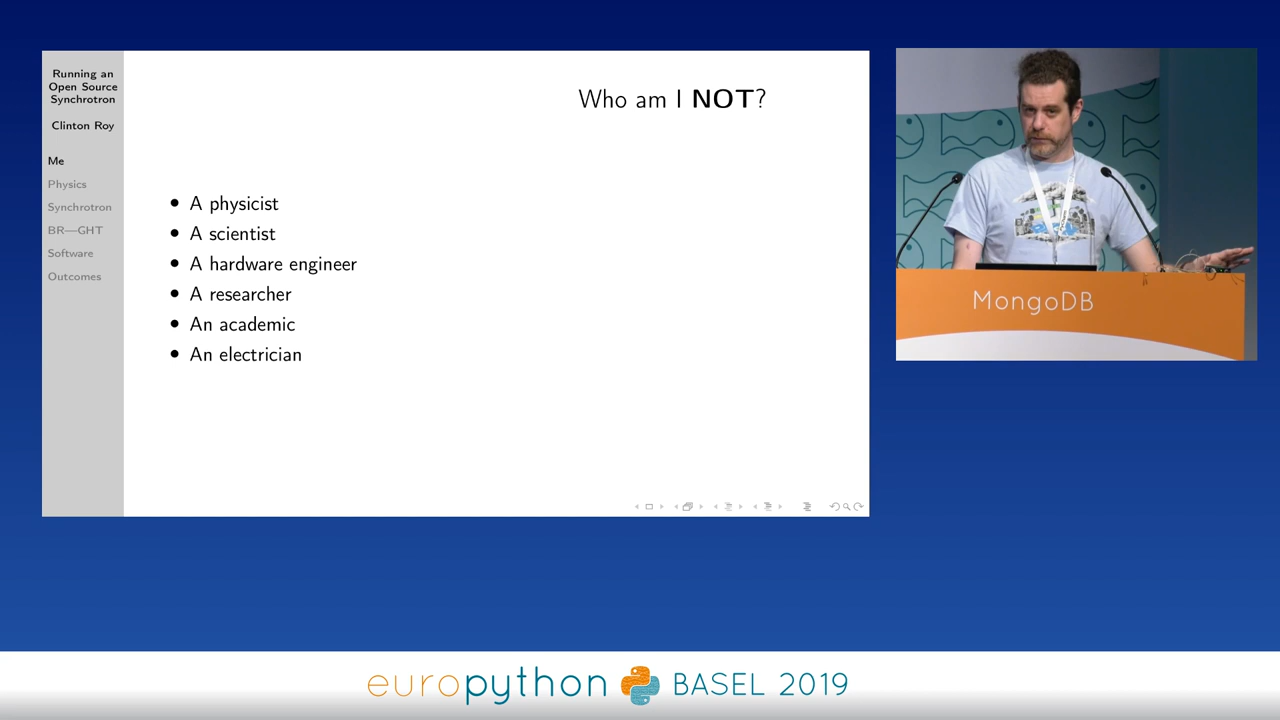 Running an
Open Source
Synchrotron
Clinton Roy
Me
Physics
Synchrotron
BR—GHT
Software
Outcomes
Who am I NOT?
• A physicist
• A scientist
• A hardware engineer
• A researcher
• An academic
• An electrician
MongoDB
europython BASEL 2019